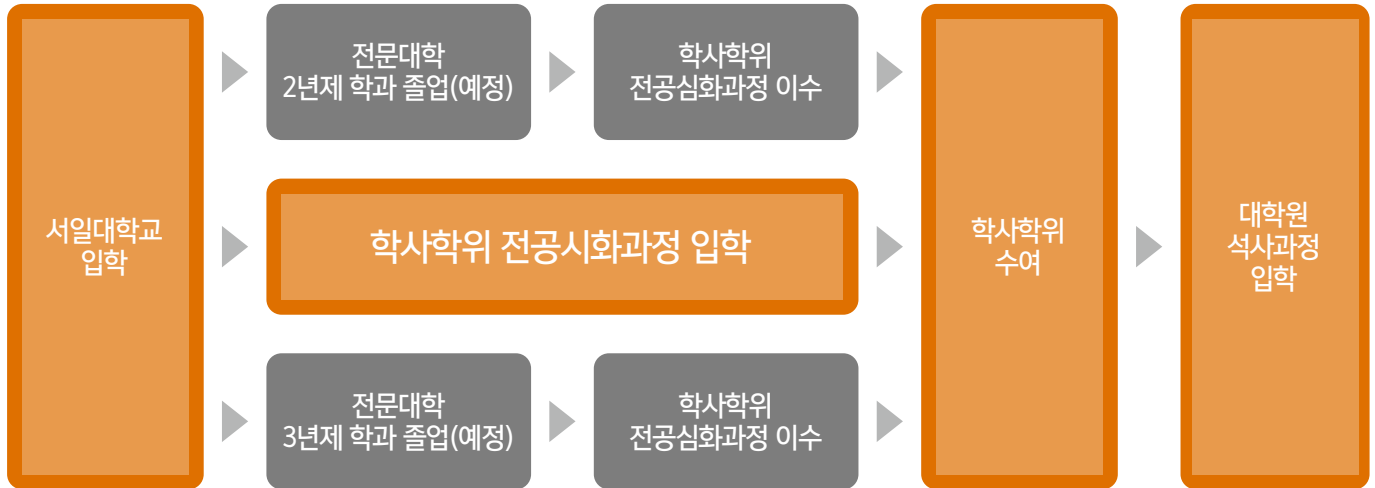 서일대학교
입학
전문대학
2년제 학과 졸업(예정)
학사학위
전공심화과정 이수
학사학위 전공시화과정 입학
전문대학
3년제 학과 졸업(예정)
학사학위
전공심화과정 이수
학사학위
수여
대학원
석사과정
입학